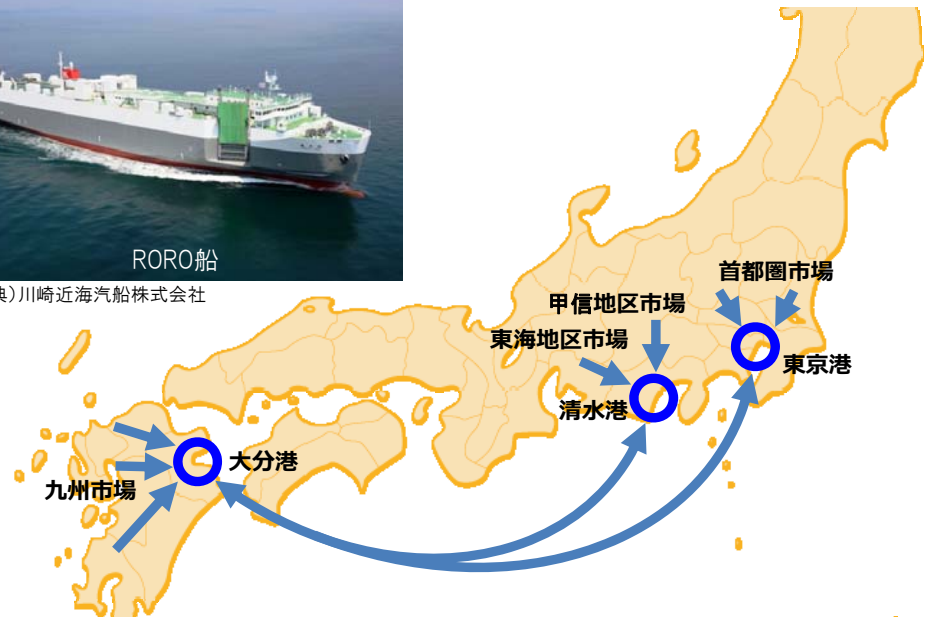 RORO船
典)川崎近海汽船株式会社
首都圏市場
甲信地区市場
東海地区市場
東京港
清水港
大分港
九州市場